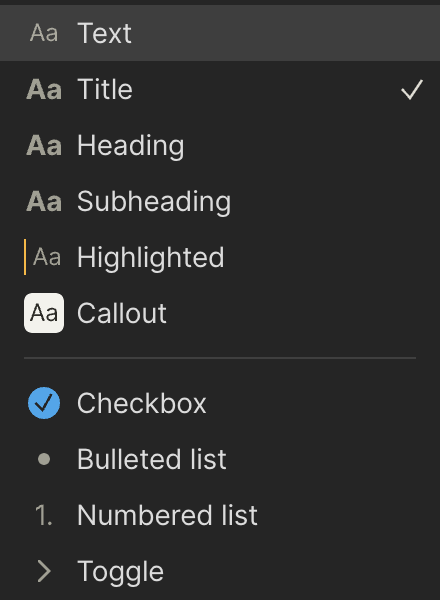 Aa Text
Aa Title
Aa Heading
Aa Subheading
Aa Highlighted
Aa Callout
Checkbox
Bulleted list
1. Numbered list
Toggle